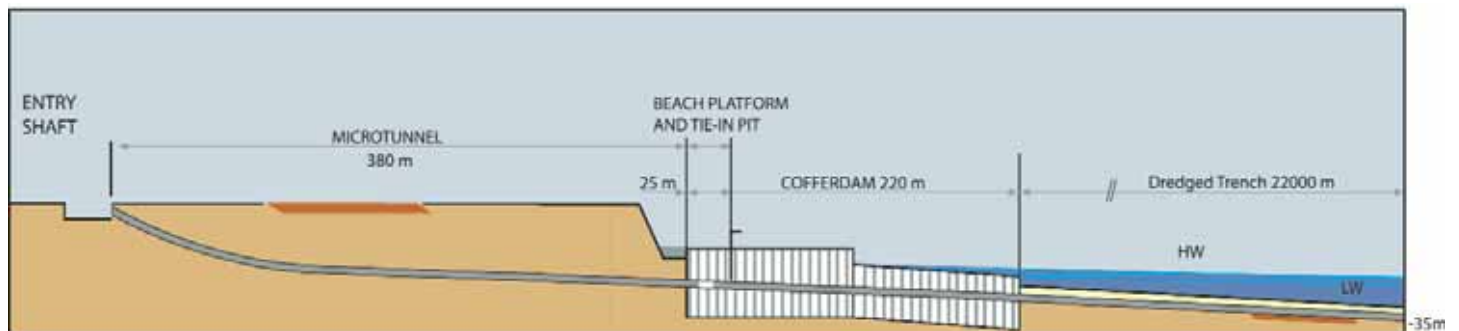 ENTRY
SHAFT
MICROTUNNEL
380 m
BEACH PLATFORM
AND TIE-IN PIT
25 m
COFFERDAM 220 m
// Dredged Trench 22000 m
HW
LW
-35m